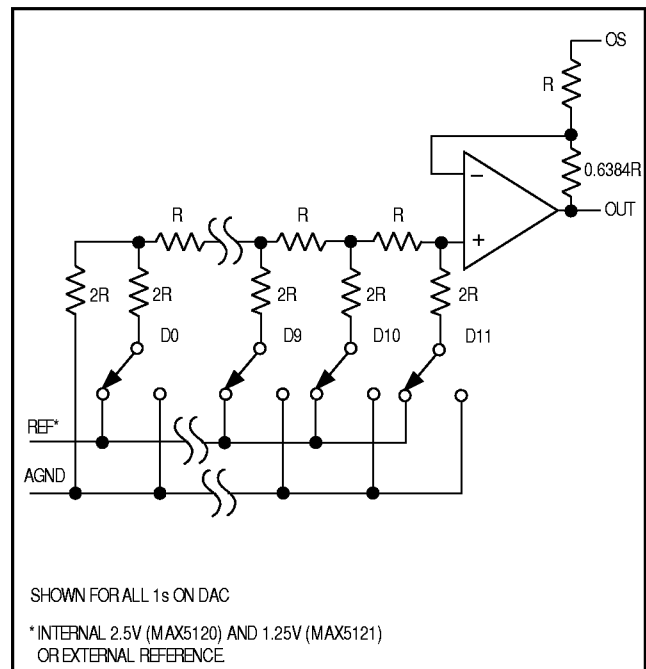 OS
R
0.6384R
OUT
R
R
R
2R
2R
2R
2R
2R
D0
D9
D10
D11
REF*
AGND
SHOWN FOR ALL 1s ON DAC
* INTERNAL 2.5V (MAX5120) AND 1.25V (MAX5121)
OR EXTERNAL REFERENCE.